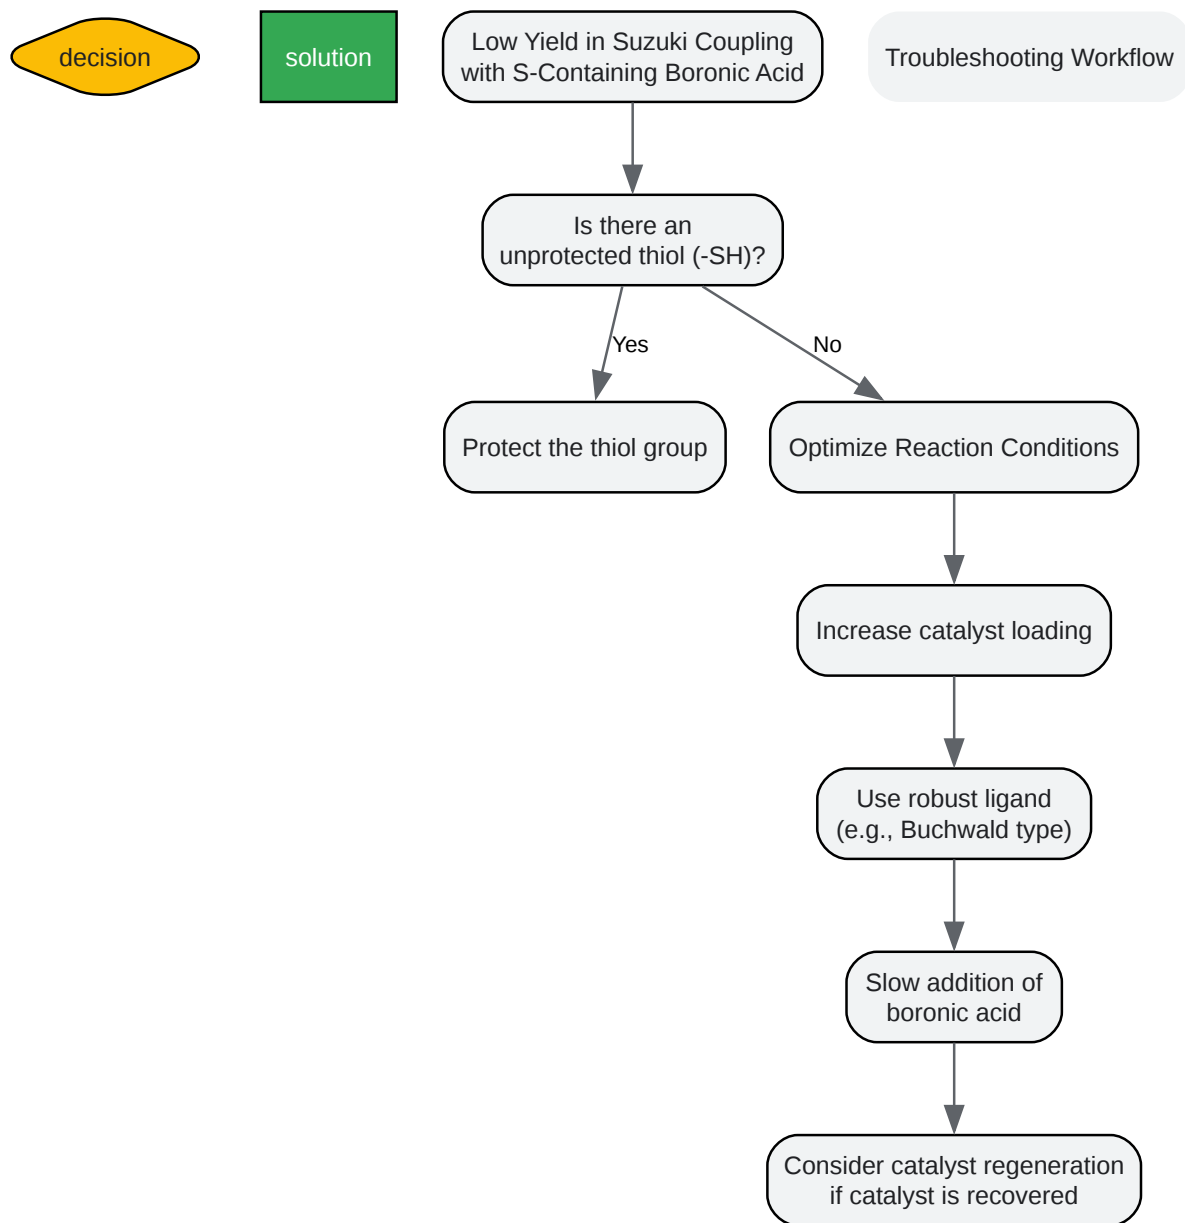 decision
solution
Low Yield in Suzuki Coupling
with S-Containing Boronic Acid
Troubleshooting Workflow
Is there an
unprotected thiol (-SH)?
Yes
No
Protect the thiol group
Optimize Reaction Conditions
Increase catalyst loading
Use robust ligand
(e.g., Buchwald type)
Slow addition of
boronic acid
Consider catalyst regeneration
if catalyst is recovered